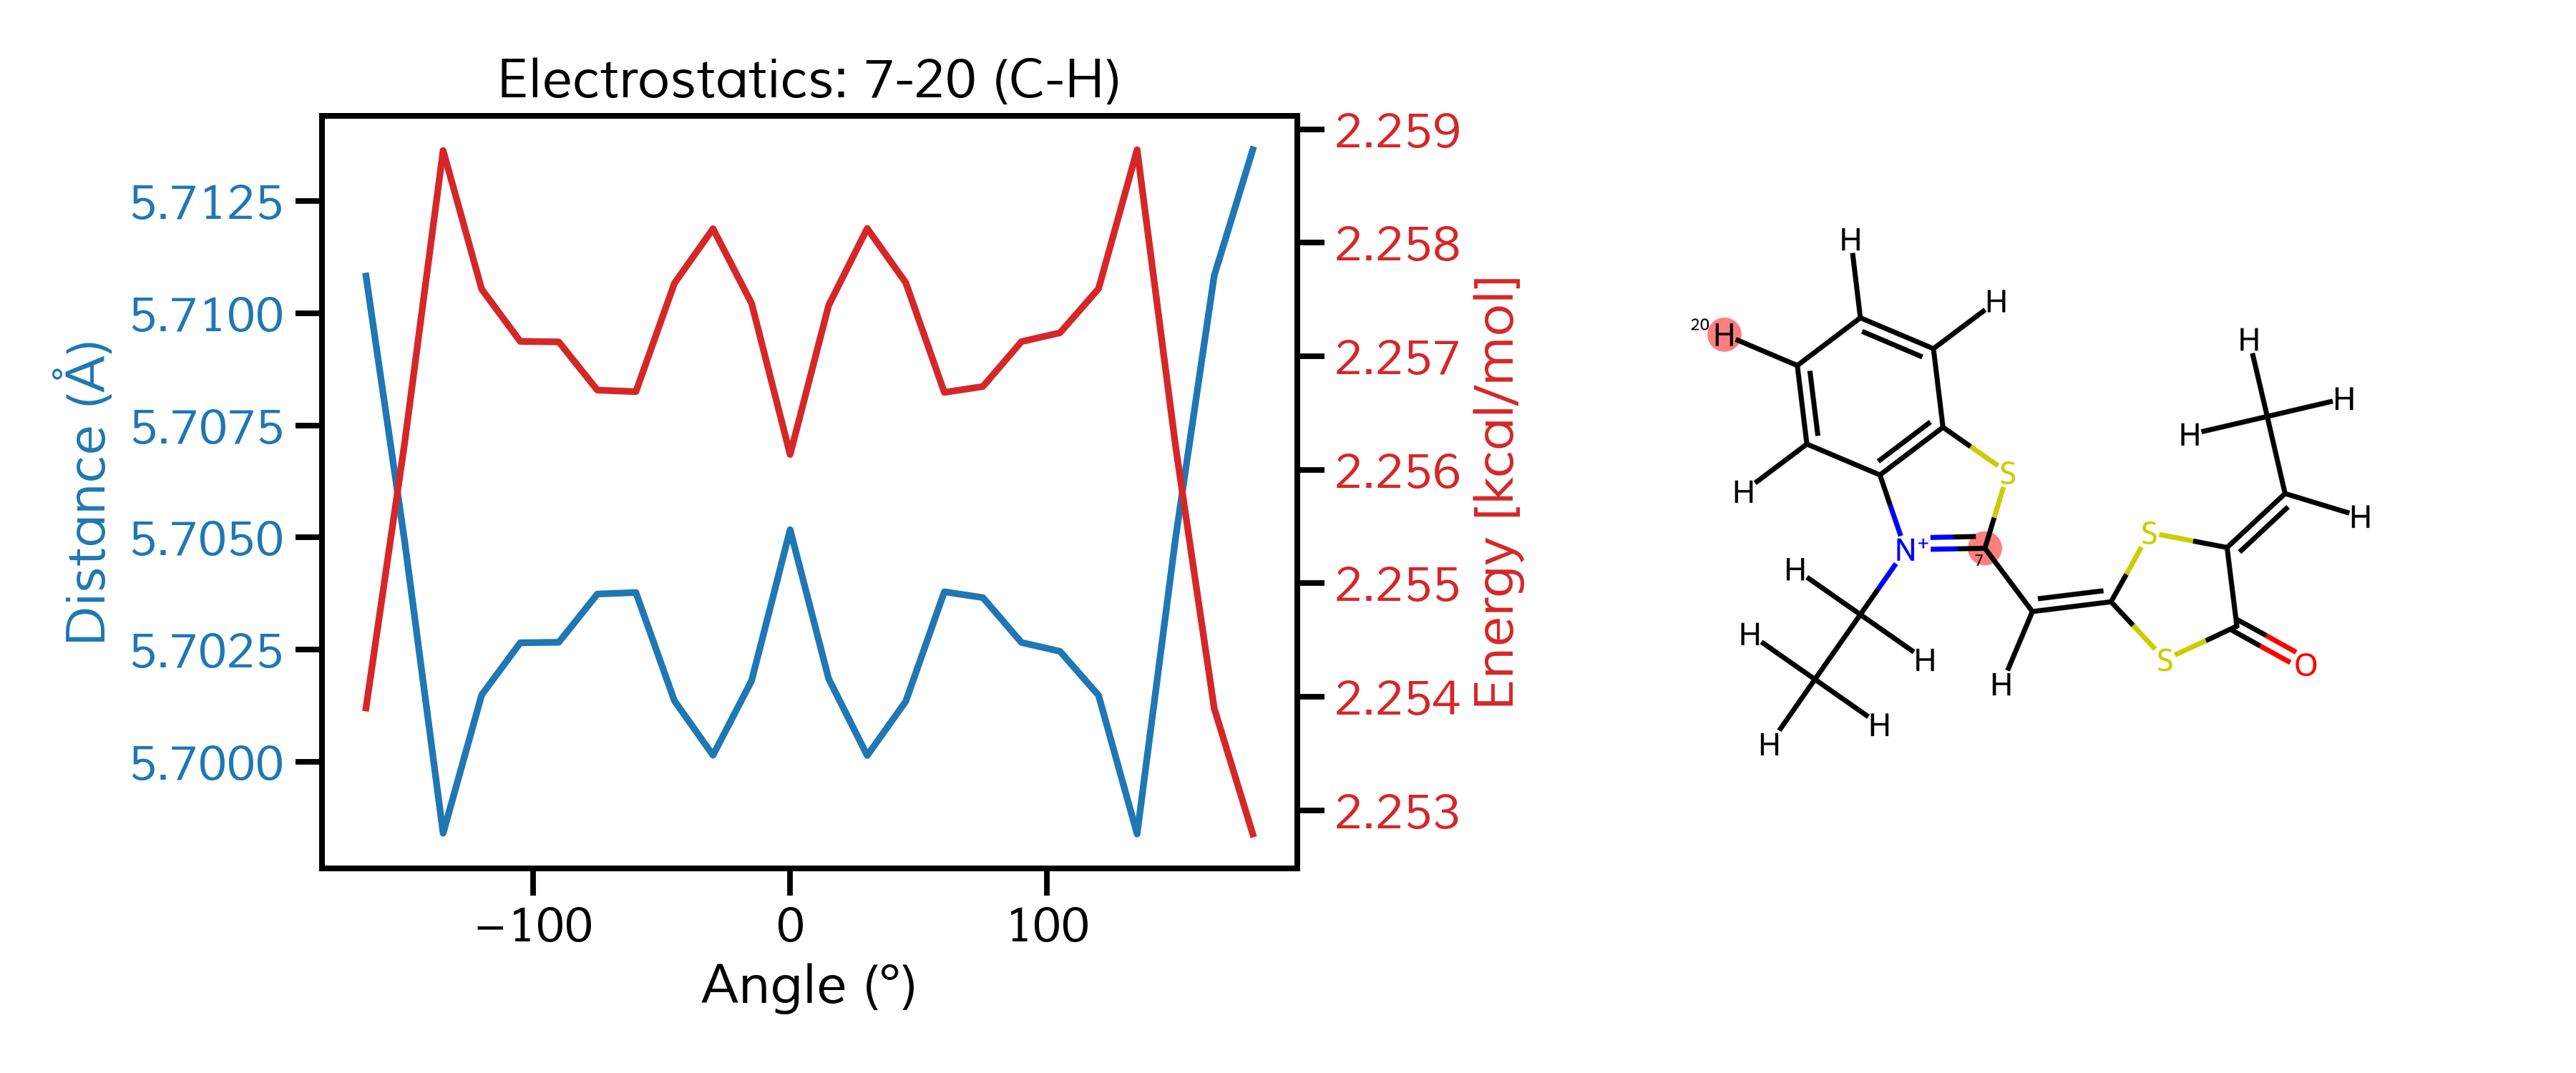 Electrostatics: 7-20 (C-H)
Distance (Å)
5.7125
5.7100
5.7075
5.7050
5.7025
5.7000
−100
0
100
Angle (°)
2.259
2.258
2.257
2.256
2.255
2.254
2.253
Energy [kcal/mol]
H
H
20
H
H
H
H
H
S
S
H
N+
7
H
H
H
H
S
O
H
H
H